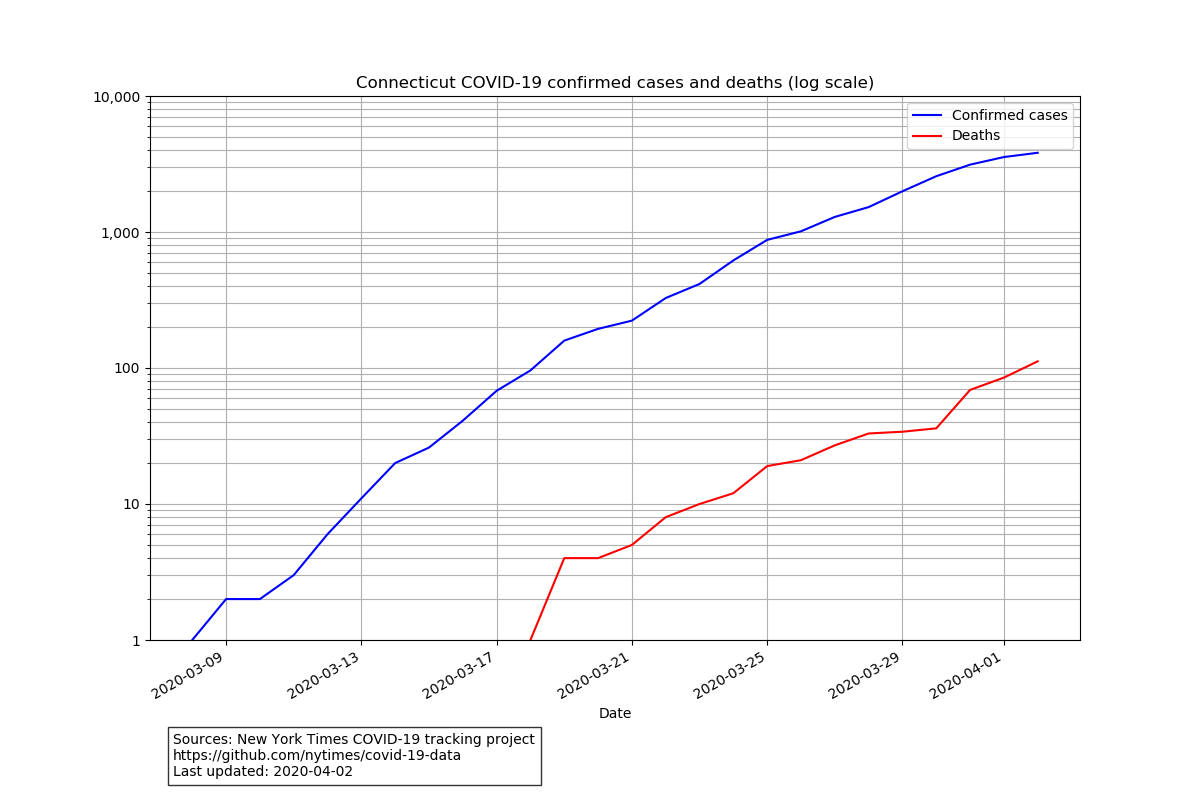 Connecticut COVID-19 confirmed cases and deaths (log scale)
10,000
1,000
100
10
1
Confirmed cases
Deaths
2020-03-09
2020-03-13
2020-03-17
2020-03-21
2020-03-25
2020-03-29
2020-04-01
Date
Sources: New York Times COVID-19 tracking project
https://github.com/nytimes/covid-19-data
Last updated: 2020-04-02